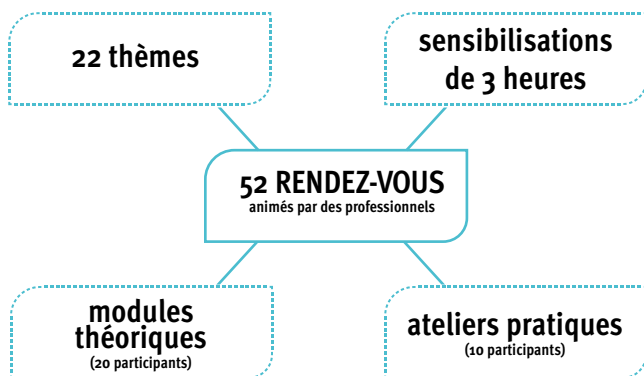 22 thèmes
sensibilisations
de 3 heures
52 RENDEZ-VOUS
animés par des professionnels
modules
théoriques
(20 participants)
ateliers pratiques
(10 participants)